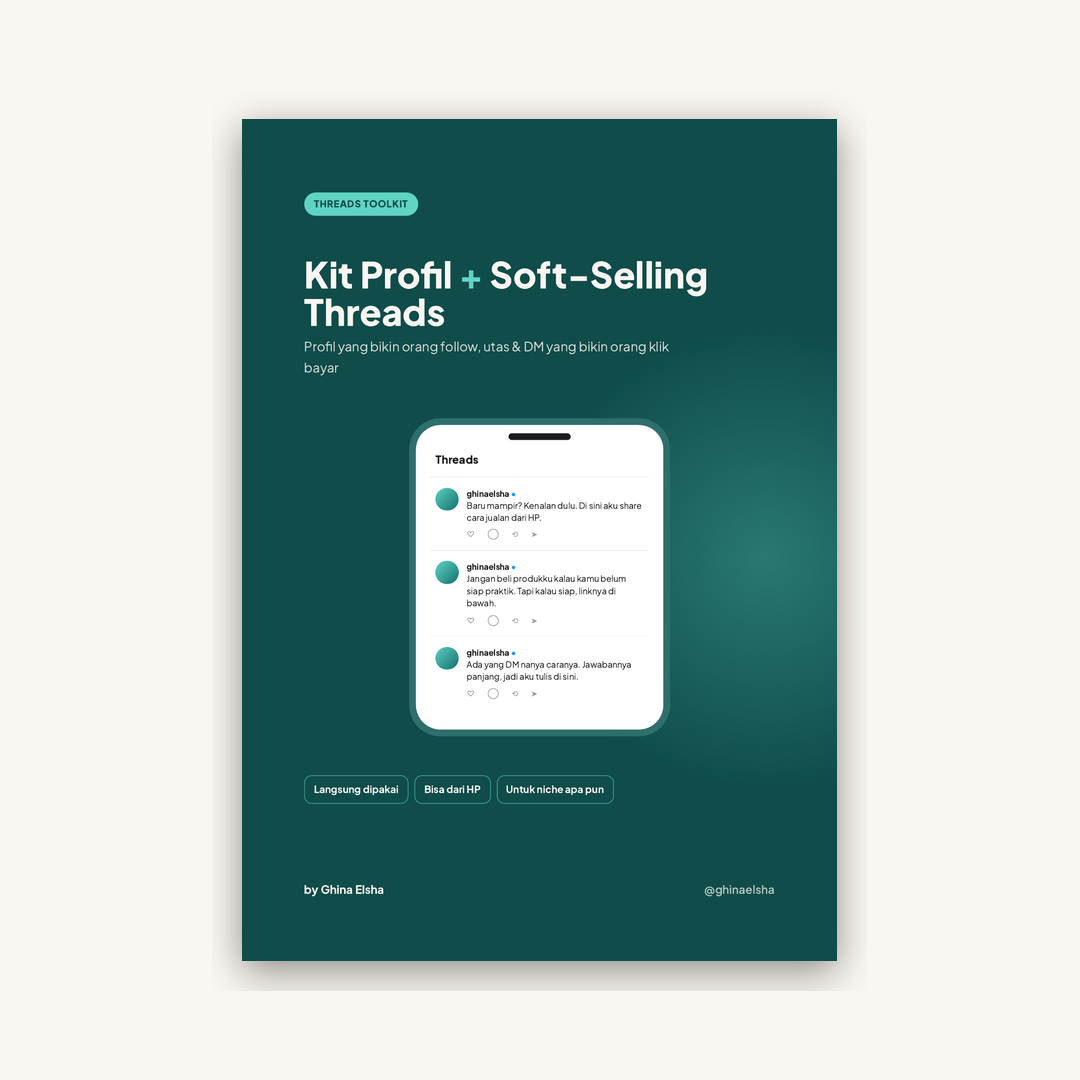 THREADS TOOLKIT
Kit Profil + Soft-Selling
Threads
Profil yang bikin orang follow, utas & DM yang bikin orang klik
bayar
Threads
ghinaelsha
Baru mampir? Kenalan dulu. Di sini aku share
cara jualan dari HP.
ghinaelsha
Jangan beli produkku kalau kamu belum
siap praktik. Tapi kalau siap, linknya di
bawah.
ghinaelsha
Ada yang DM nanya caranya. Jawabannya
panjang, jadi aku tulis di sini.
Langsung dipakai
Bisa dari HP
Untuk niche apa pun
by Ghina Elsha
@ghinaelsha